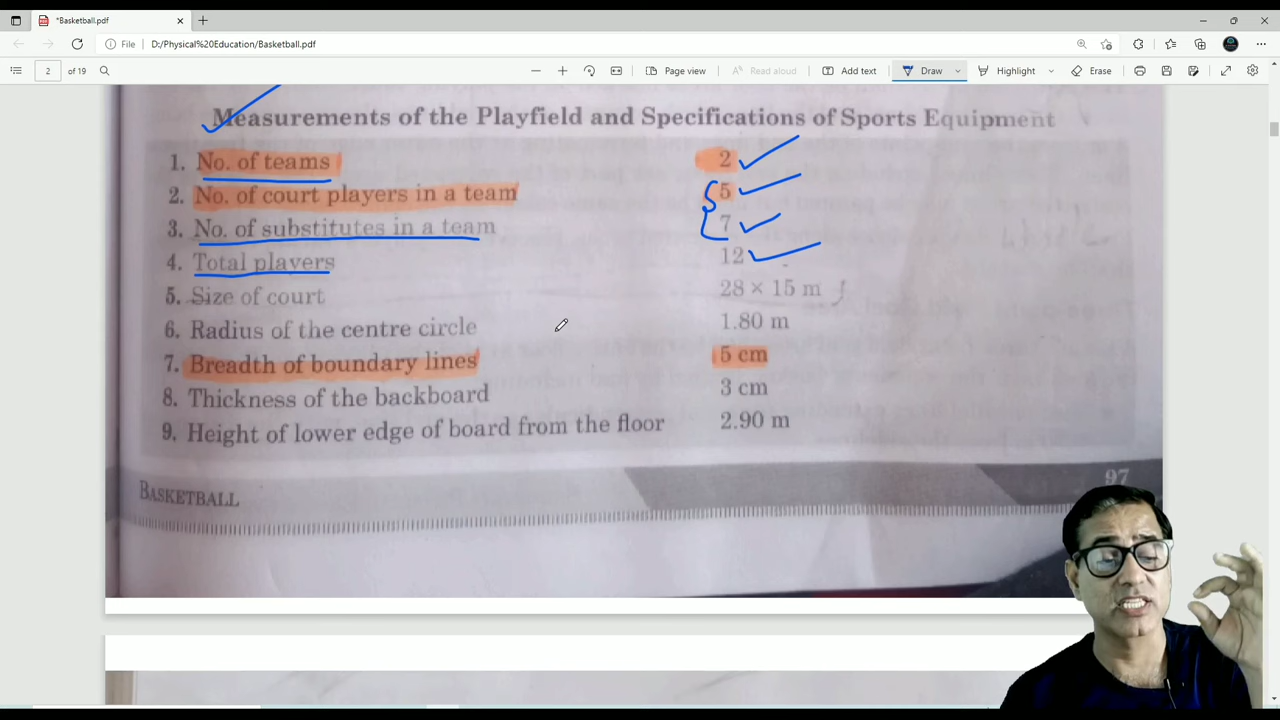 *Basketball.pdf
File D:/Physical%20Education/Basketball.pdf
2 of 19 Page view Read aloud Add text Draw Highlight Erase
Measurements of the Playfield and Specifications of Sports Equipment
1. No. of teams 2
2. No. of court players in a team 5
3. No. of substitutes in a team 7
4. Total players 12
5. Size of court 28 × 15 m
6. Radius of the centre circle 1.80 m
7. Breadth of boundary lines 5 cm
8. Thickness of the backboard 3 cm
9. Height of lower edge of board from the floor 2.90 m
97
BASKETBALL